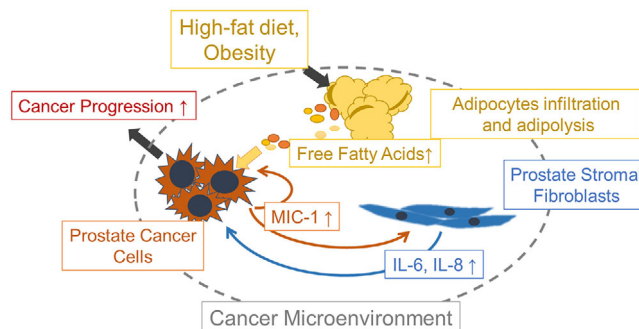 High-fat diet,
Obesity
Cancer Progression ↑
Adipocytes infiltration
and adipolysis
Free Fatty Acids↑
Prostate Stroma
Fibroblasts
MIC-1 ↑
Prostate Cancer
Cells
IL-6, IL-8 ↑
Cancer Microenvironment